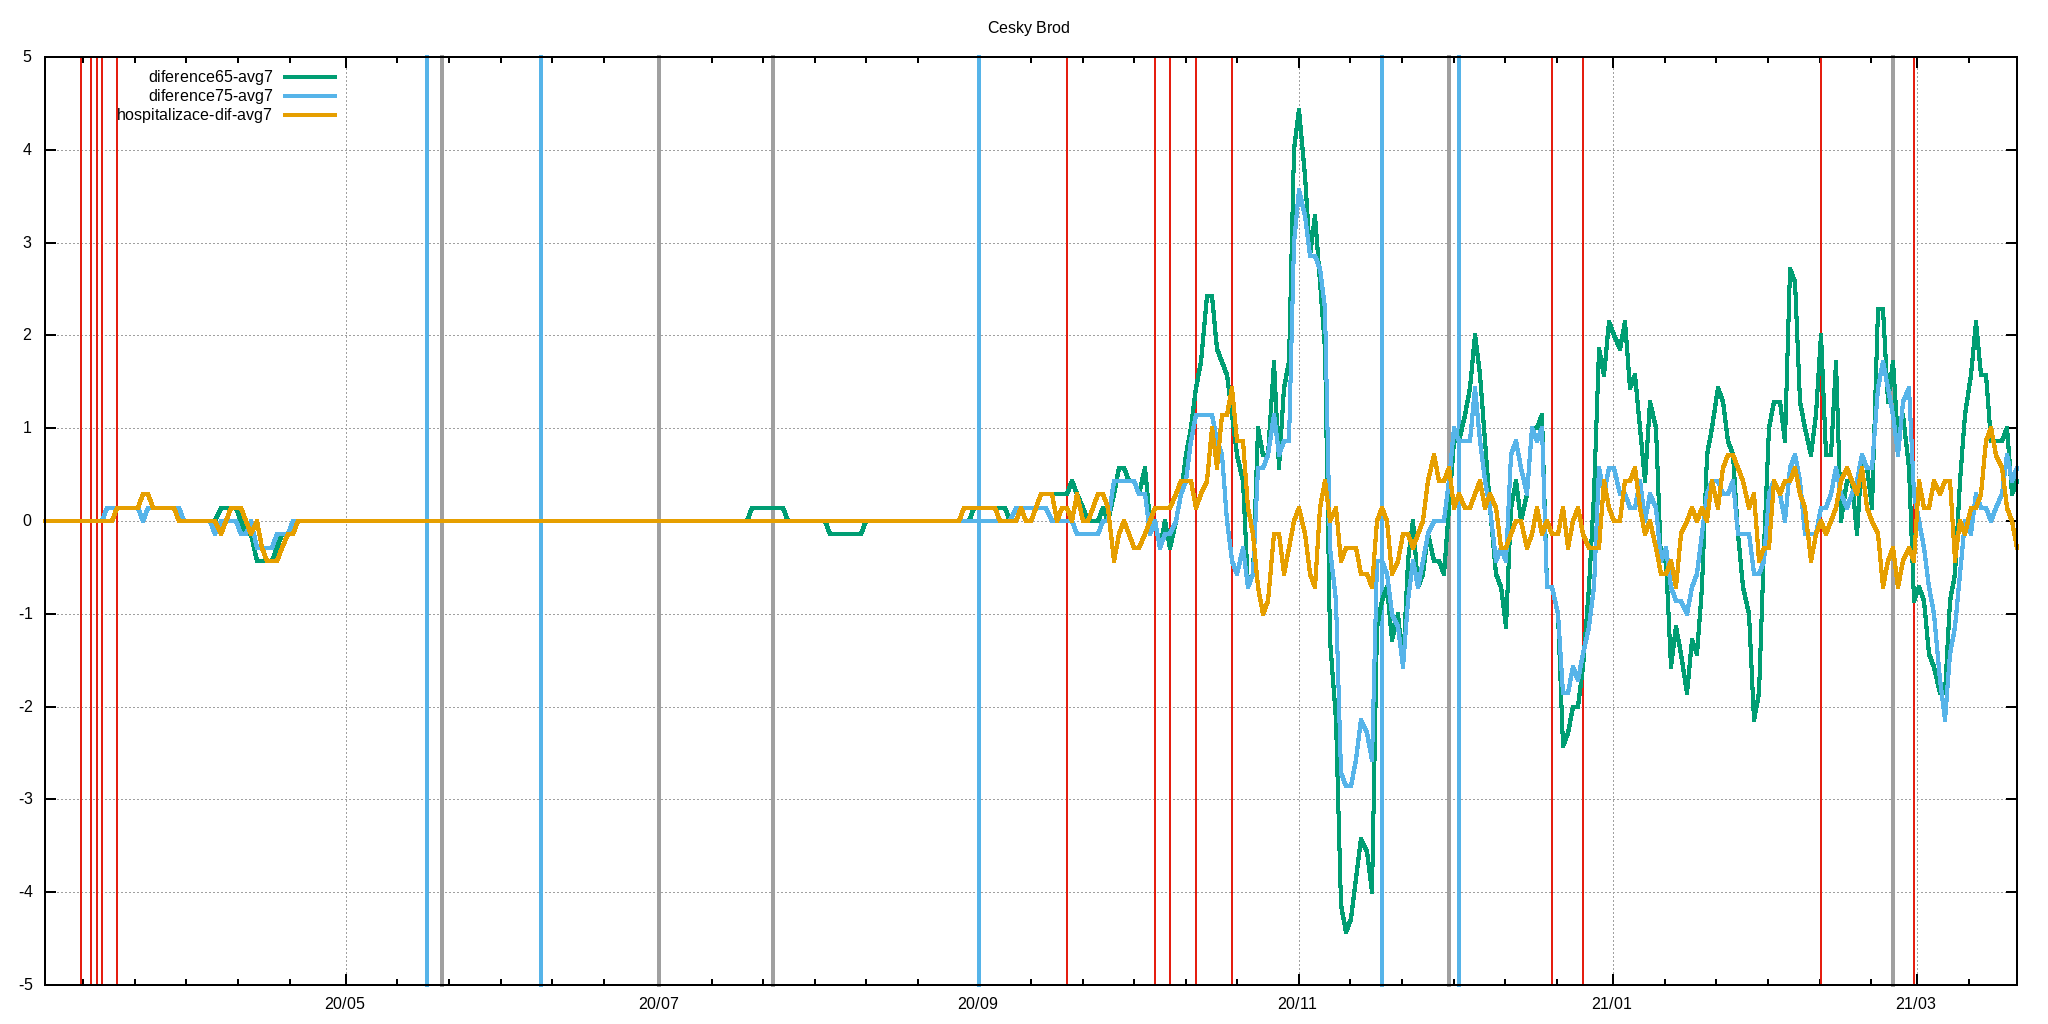 Cesky Brod
diference65-avg7
diference75-avg7
hospitalizace-dif-avg7
5
4
3
2
1
0
-1
-2
-3
-4
-5
20/05 20/07 20/09 20/11 21/01 21/03